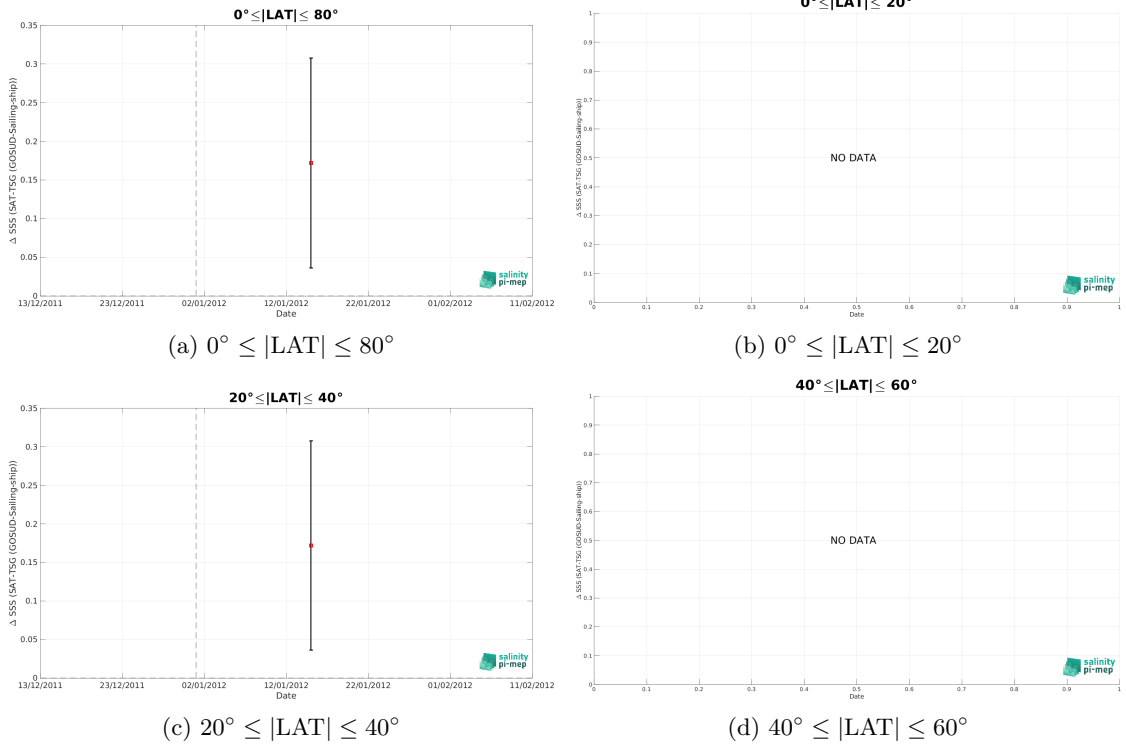 0°≤|LAT|≤ 80°
0.35
0.3
0.25
0.2
0.15
0.1
0.05
0
Δ SSS (SAT-TSG (GOSUD-Sailing-ship))
13/12/2011 23/12/2011 02/01/2012 12/01/2012 22/01/2012 01/02/2012 11/02/2012
Date
salinity
pi-mep
(a) 0° ≤ |LAT| ≤ 80°
0°≤|LAT|≤ 20°
1
0.9
0.8
0.7
0.6
0.5
0.4
0.3
0.2
0.1
0
Δ SSS (SAT-TSG (GOSUD-Sailing-ship))
NO DATA
0 0.1 0.2 0.3 0.4 0.5 0.6 0.7 0.8 0.9 1
Date
salinity
pi-mep
(b) 0° ≤ |LAT| ≤ 20°
20°≤|LAT|≤ 40°
0.35
0.3
0.25
0.2
0.15
0.1
0.05
0
Δ SSS (SAT-TSG (GOSUD-Sailing-ship))
13/12/2011 23/12/2011 02/01/2012 12/01/2012 22/01/2012 01/02/2012 11/02/2012
Date
salinity
pi-mep
(c) 20° ≤ |LAT| ≤ 40°
40°≤|LAT|≤ 60°
1
0.9
0.8
0.7
0.6
0.5
0.4
0.3
0.2
0.1
0
Δ SSS (SAT-TSG (GOSUD-Sailing-ship))
NO DATA
0 0.1 0.2 0.3 0.4 0.5 0.6 0.7 0.8 0.9 1
Date
salinity
pi-mep
(d) 40° ≤ |LAT| ≤ 60°